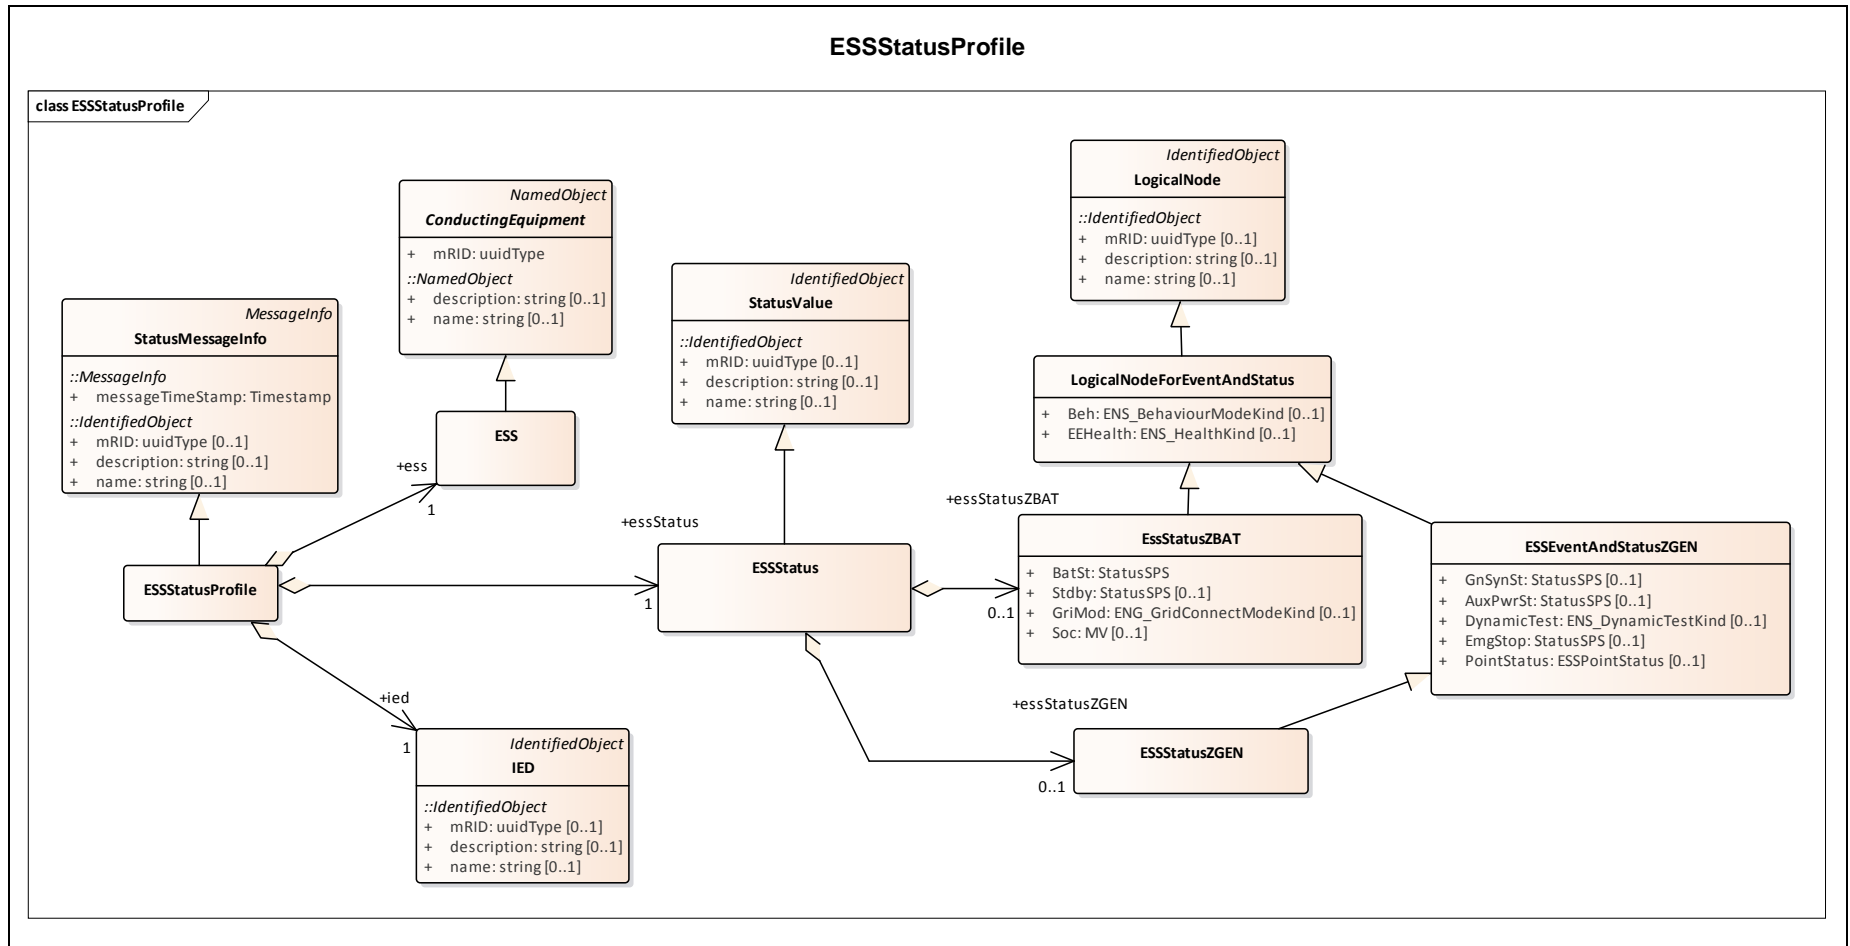 ESSStatusProfile
class ESSStatusProfile
MessageInfo
StatusMessageInfo
::MessageInfo
+ messageTimeStamp: Timestamp
::IdentifiedObject
+ mRID: uuidType [0..1]
+ description: string [0..1]
+ name: string [0..1]
NamedObject
ConductingEquipment
+ mRID: uuidType
::NamedObject
+ description: string [0..1]
+ name: string [0..1]
ESS
+ess
1
ESSStatusProfile
+ied
1
IdentifiedObject
IED
::IdentifiedObject
+ mRID: uuidType [0..1]
+ description: string [0..1]
+ name: string [0..1]
IdentifiedObject
StatusValue
::IdentifiedObject
+ mRID: uuidType [0..1]
+ description: string [0..1]
+ name: string [0..1]
+essStatus
1
ESSStatus
IdentifiedObject
LogicalNode
::IdentifiedObject
+ mRID: uuidType [0..1]
+ description: string [0..1]
+ name: string [0..1]
LogicalNodeForEventAndStatus
+ Beh: ENS_BehaviourModeKind [0..1]
+ EEHealth: ENS_HealthKind [0..1]
+essStatusZBAT
0..1
EssStatusZBAT
+ BatSt: StatusSPS
+ Stdby: StatusSPS [0..1]
+ GriMod: ENG_GridConnectModeKind [0..1]
+ Soc: MV [0..1]
ESSEventAndStatusZGEN
+ GnSynSt: StatusSPS [0..1]
+ AuxPwrSt: StatusSPS [0..1]
+ DynamicTest: ENS_DynamicTestKind [0..1]
+ EmgStop: StatusSPS [0..1]
+ PointStatus: ESSPointStatus [0..1]
+essStatusZGEN
0..1
ESSStatusZGEN